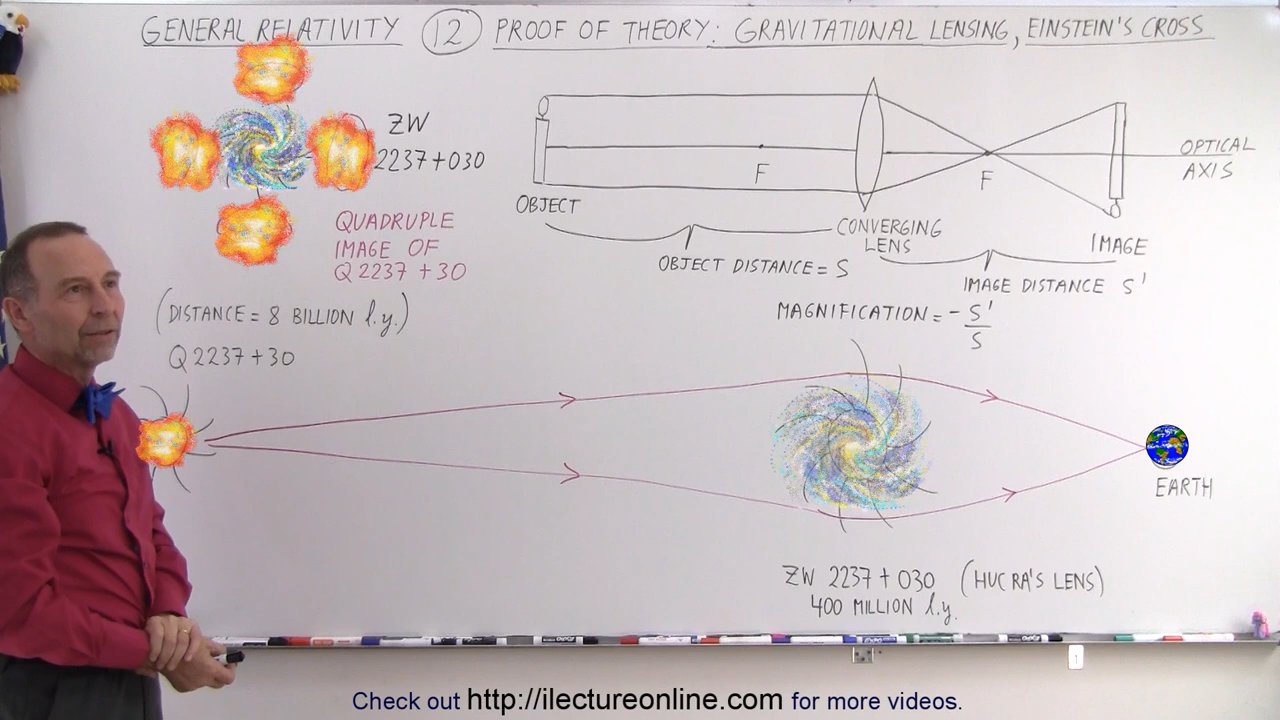 GENERAL RELATIVITY 12 PROOF OF THEORY: GRAVITATIONAL LENSING, EINSTEIN'S CROSS
ZW
2237+030
QUADRUPLE
IMAGE OF
Q 2237 + 30
(DISTANCE = 8 BILLION l.y.)
Q 2237+30
OBJECT
F
CONVERGING
LENS
F
OPTICAL
AXIS
IMAGE
OBJECT DISTANCE = S
IMAGE DISTANCE S'
MAGNIFICATION = - S'
S
EARTH
ZW 2237 + 030 (HUCRA'S LENS)
400 MILLION l.y.
1
Check out http://ilectureonline.com for more videos.